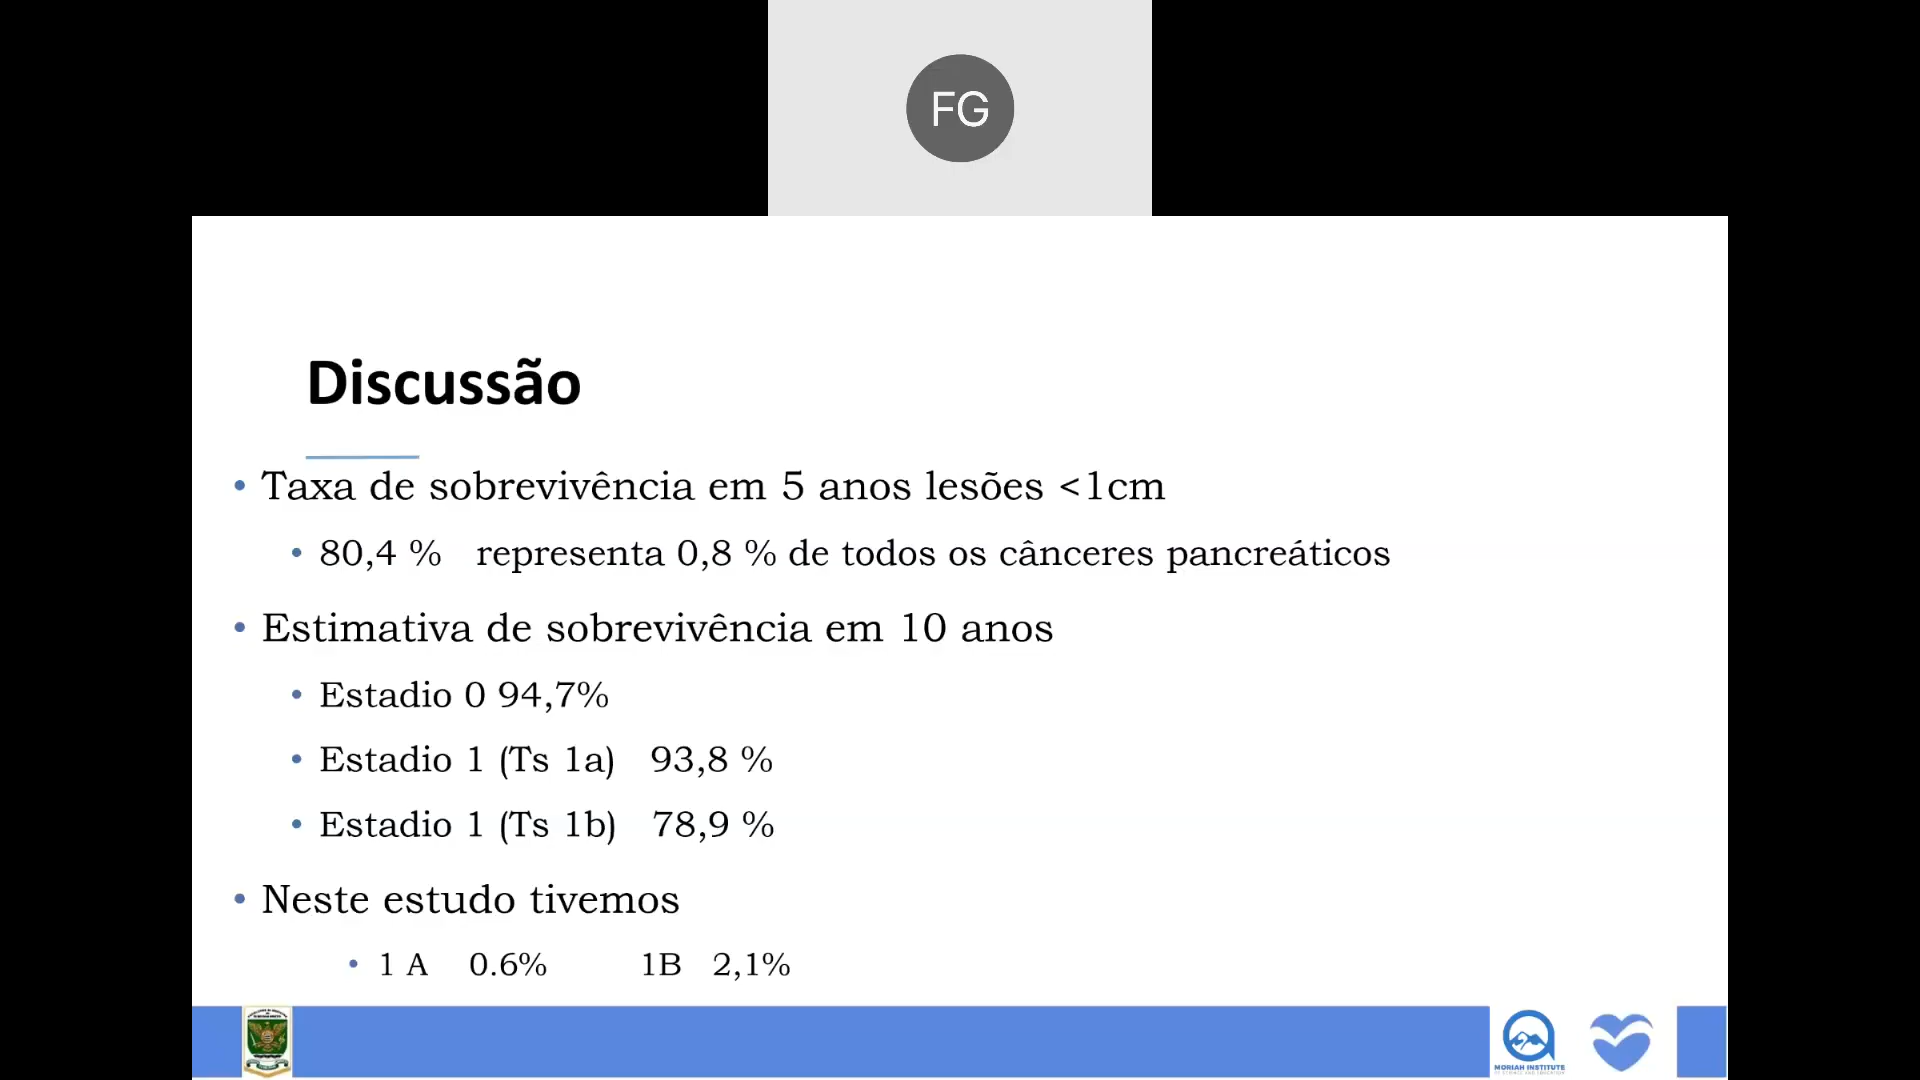 FG
Discussão
• Taxa de sobrevivência em 5 anos lesões <1cm
• 80,4 % representa 0,8 % de todos os cânceres pancreáticos
• Estimativa de sobrevivência em 10 anos
• Estadio 0 94,7%
• Estadio 1 (Ts 1a) 93,8 %
• Estadio 1 (Ts 1b) 78,9 %
• Neste estudo tivemos
• 1 A 0.6% 1B 2,1%
MORIAH INSTITUTE